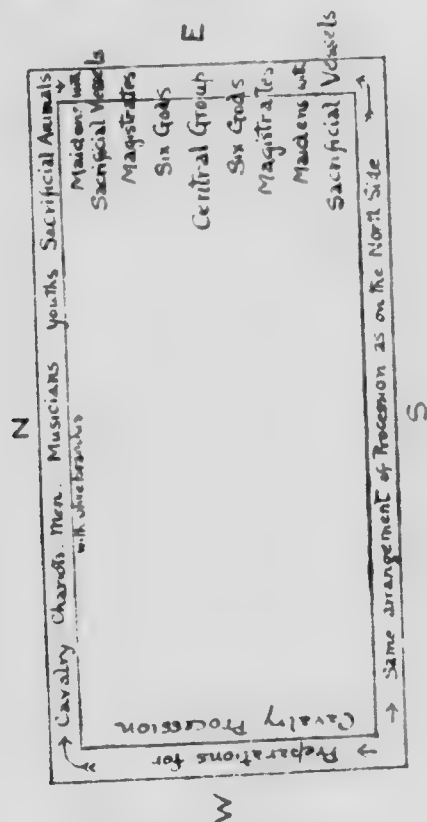 N
Cavalry Chariots. Men. Musicians youths Sacrificial Animals
with olive branches
E
Maidens with
Sacrificial Vessels
Magistrates
Six Gods
Central Group
Six Gods
Magistrates
Maidens with
Sacrificial Vessels
W
Preparations for
Cavalry Procession
Same arrangement of Procession as on the North Side
S